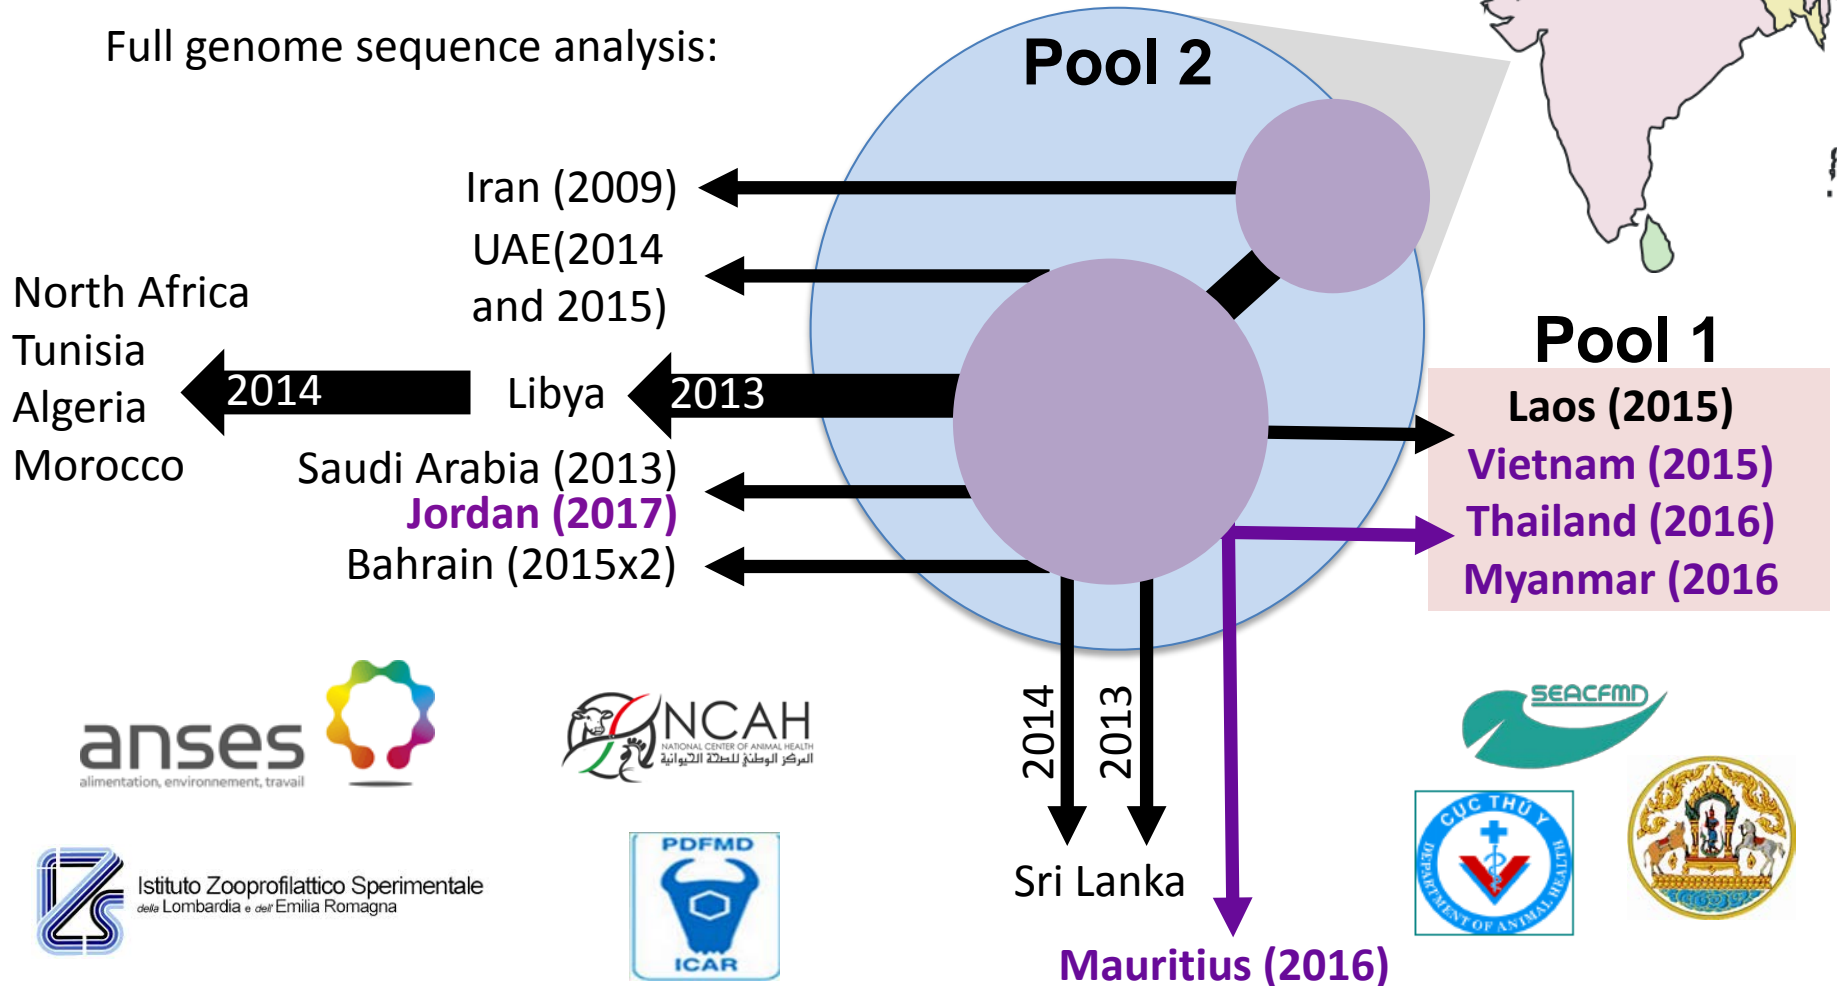 Full genome sequence analysis:
Pool 2
Iran (2009)
UAE(2014
and 2015)
North Africa
Tunisia
Algeria
Morocco
2014
Libya
2013
Saudi Arabia (2013)
Jordan (2017)
Bahrain (2015x2)
Pool 1
Laos (2015)
Vietnam (2015)
Thailand (2016)
Myanmar (2016
2014
2013
Sri Lanka
Mauritius (2016)
anses
alimentation, environnement, travail
NCAH
NATIONAL CENTER OF ANIMAL HEALTH
المركز الوطني للصحة الحيوانية
Istituto Zooprofilattico Sperimentale
della Lombardia e dell'Emilia Romagna
PDFMD
ICAR
SEACFMD
CỤC THÚ Y
DEPARTMENT OF ANIMAL HEALTH